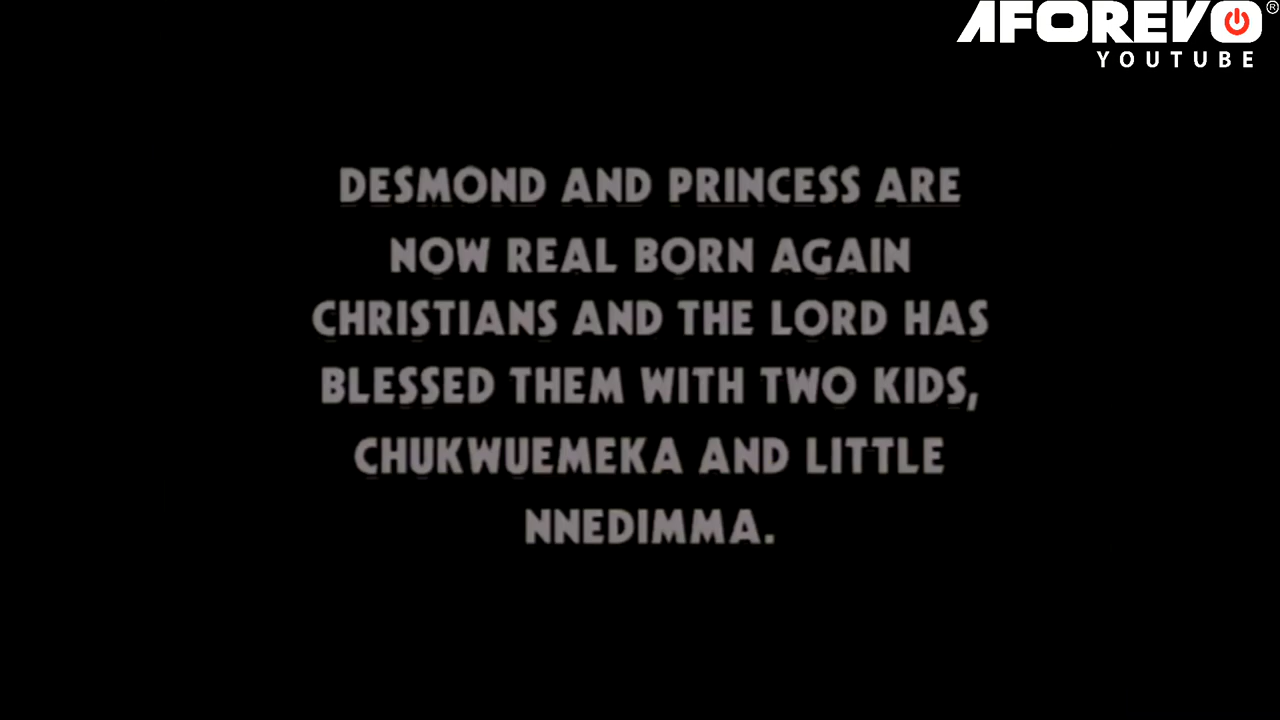 AFOREVO®
YOUTUBE
DESMOND AND PRINCESS ARE
NOW REAL BORN AGAIN
CHRISTIANS AND THE LORD HAS
BLESSED THEM WITH TWO KIDS,
CHUKWUEMEKA AND LITTLE
NNEDIMMA.